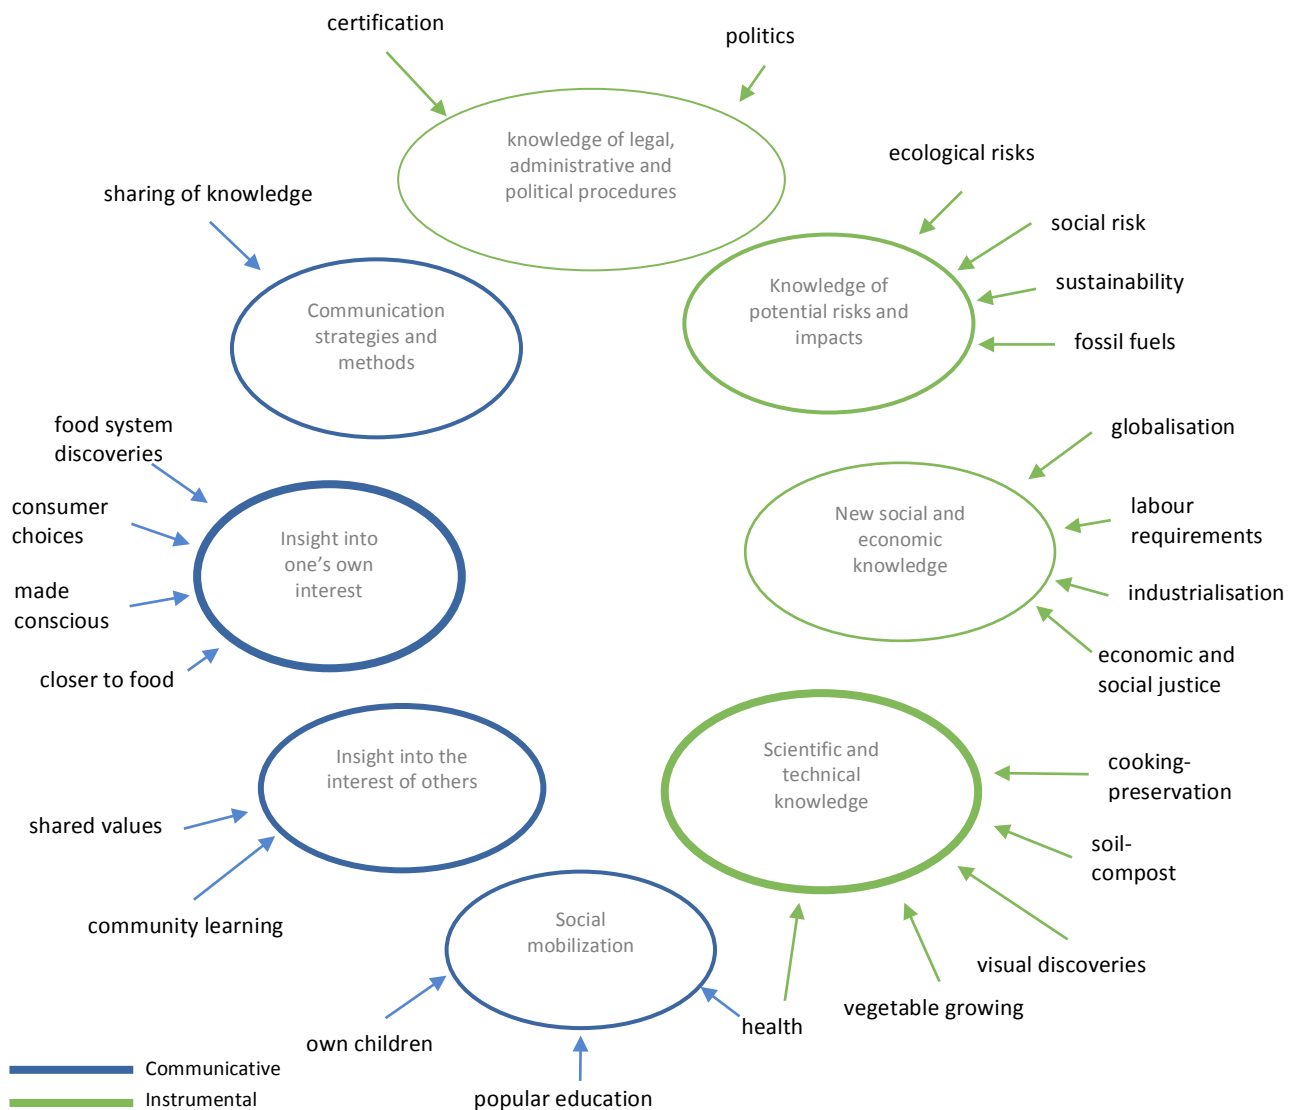 certification
politics
knowledge of legal,
administrative and
political procedures
ecological risks
sharing of knowledge
social risk
Communication
strategies and
methods
Knowledge of
potential risks and
impacts
sustainability
fossil fuels
food system
discoveries
globalisation
consumer
choices
Insight into
one's own
interest
New social and
economic
knowledge
labour
requirements
made
conscious
industrialisation
closer to food
economic and
social justice
Insight into the
interest of others
Scientific and
technical
knowledge
cooking-
preservation
shared values
soil-
compost
community learning
Social
mobilization
visual discoveries
vegetable growing
health
own children
popular education
Communicative
Instrumental